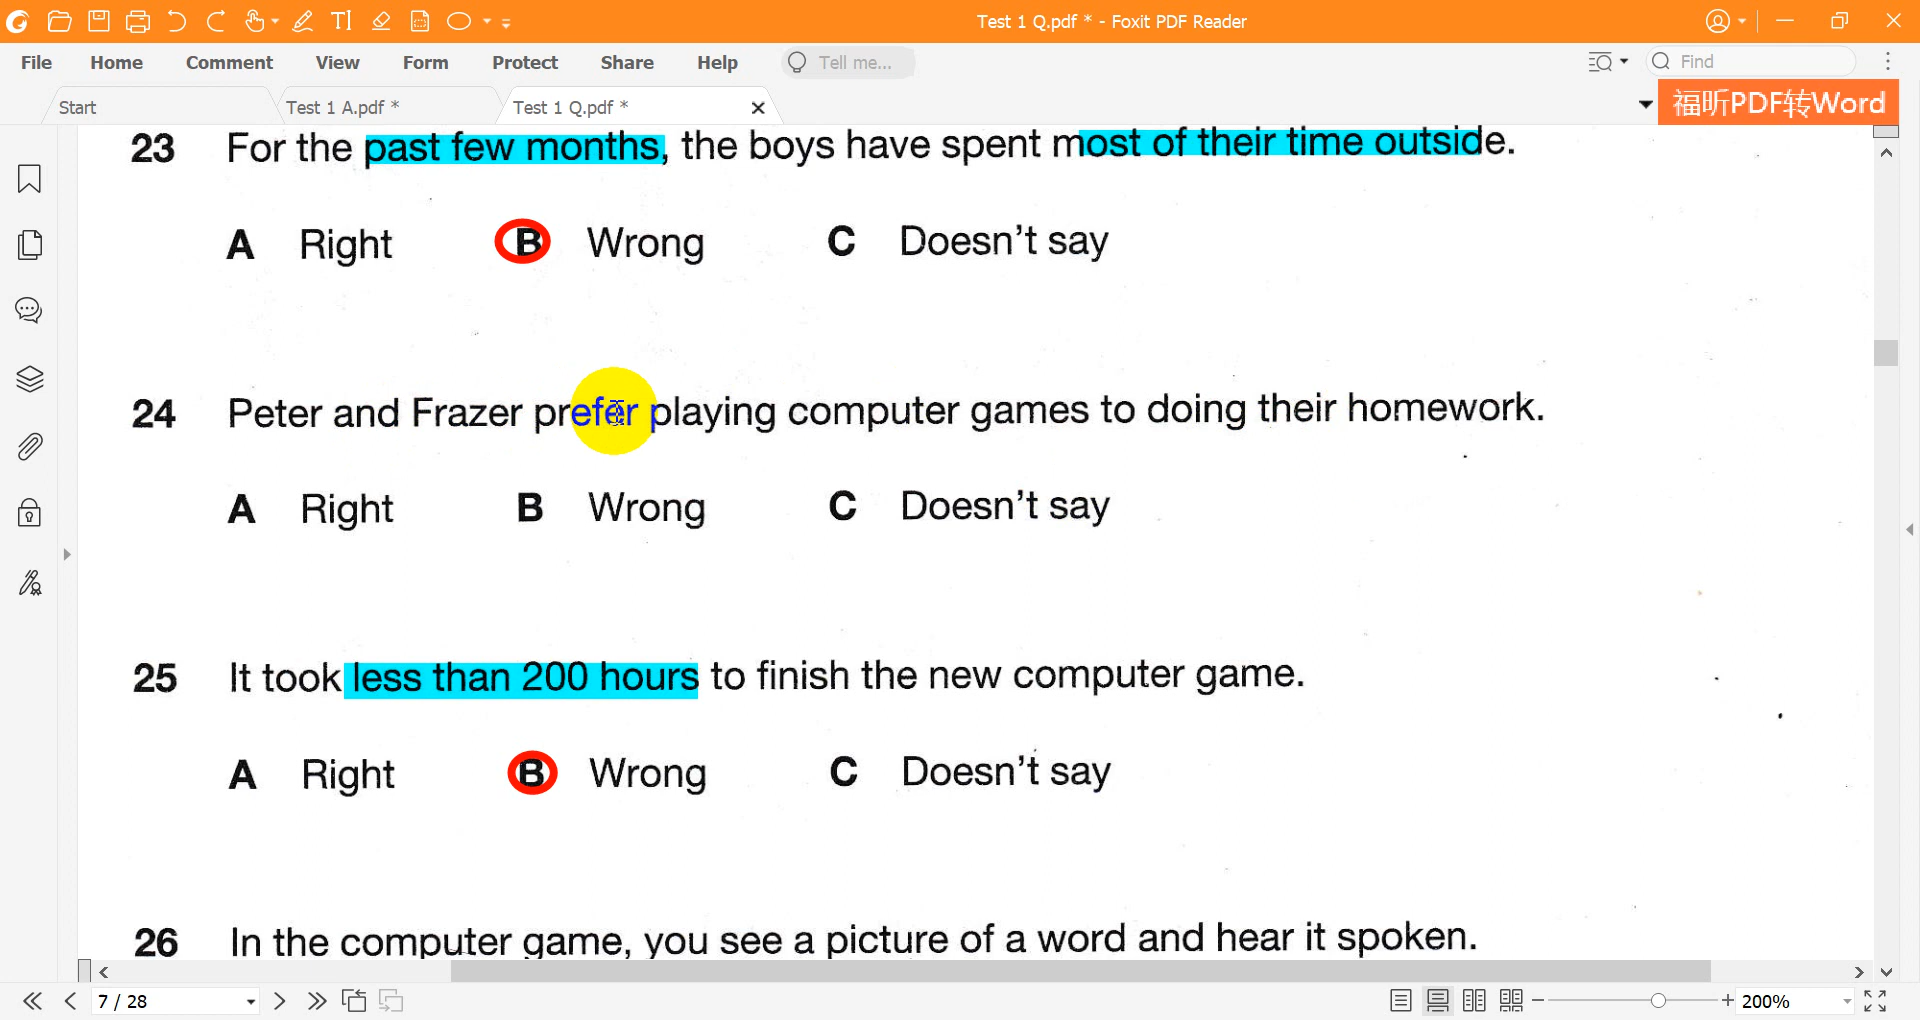 Test 1 Q.pdf * - Foxit PDF Reader
File Home Comment View Form Protect Share Help Tell me... Find
Start Test 1 A.pdf * Test 1 Q.pdf * 福昕PDF转Word
23 For the past few months, the boys have spent most of their time outside.
A Right B Wrong C Doesn't say
24 Peter and Frazer prefer playing computer games to doing their homework.
A Right B Wrong C Doesn't say
25 It took less than 200 hours to finish the new computer game.
A Right B Wrong C Doesn't say
26 In the computer game, you see a picture of a word and hear it spoken.
7 / 28 200%